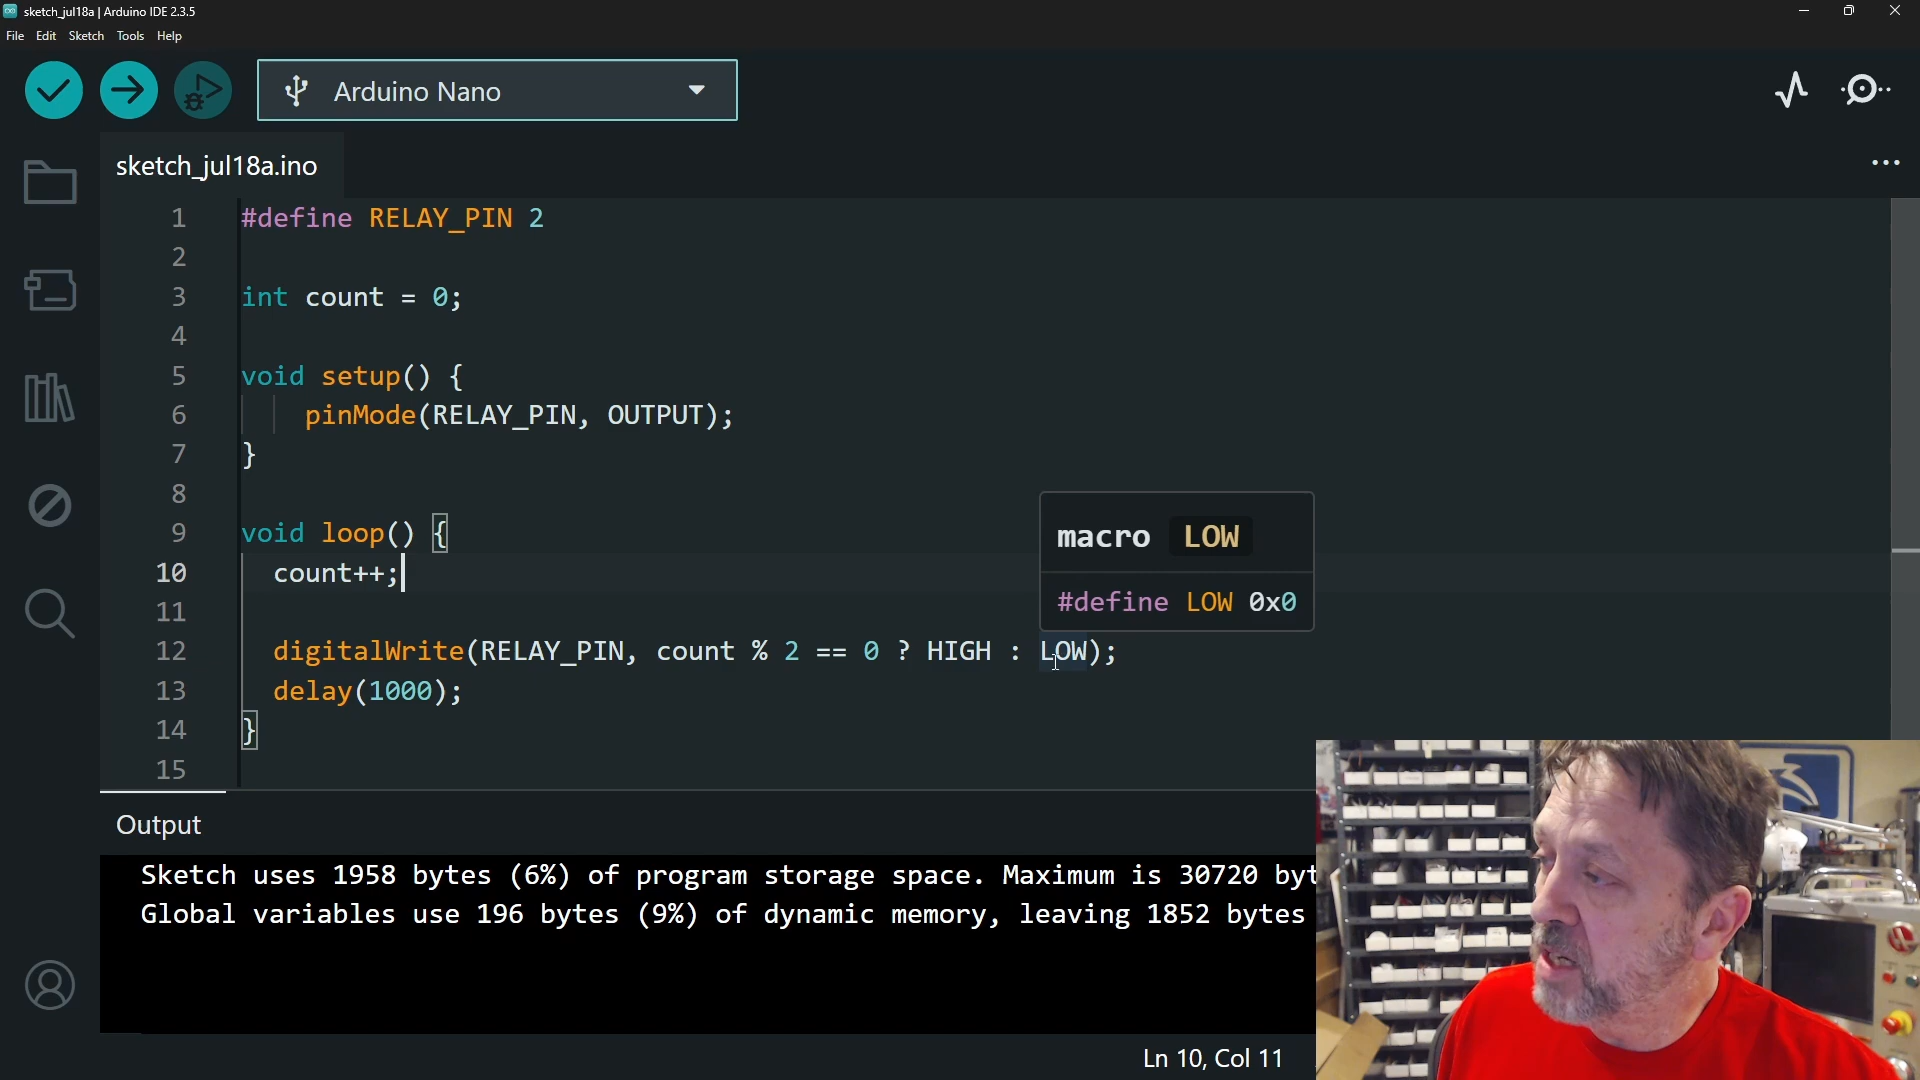 sketch_jul18a | Arduino IDE 2.3.5
File Edit Sketch Tools Help
Arduino Nano
sketch_jul18a.ino
1 #define RELAY_PIN 2
2
3 int count = 0;
4
5 void setup() {
6 pinMode(RELAY_PIN, OUTPUT);
7 }
8
9 void loop() {
10 count++;
11
12 digitalWrite(RELAY_PIN, count % 2 == 0 ? HIGH : LOW);
13 delay(1000);
14 }
15
macro LOW
#define LOW 0x0
Output
Sketch uses 1958 bytes (6%) of program storage space. Maximum is 30720 byt
Global variables use 196 bytes (9%) of dynamic memory, leaving 1852 bytes
Ln 10, Col 11